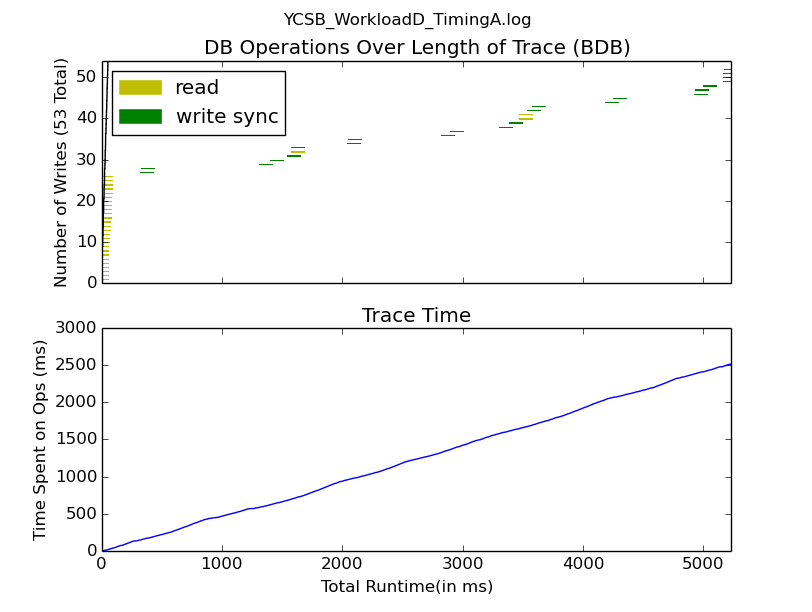 YCSB_WorkloadD_TimingA.log
DB Operations Over Length of Trace (BDB)
Number of Writes (53 Total)
50
40
30
20
10
0
read
write sync
Trace Time
Time Spent on Ops (ms)
3000
2500
2000
1500
1000
500
0
0 1000 2000 3000 4000 5000
Total Runtime(in ms)